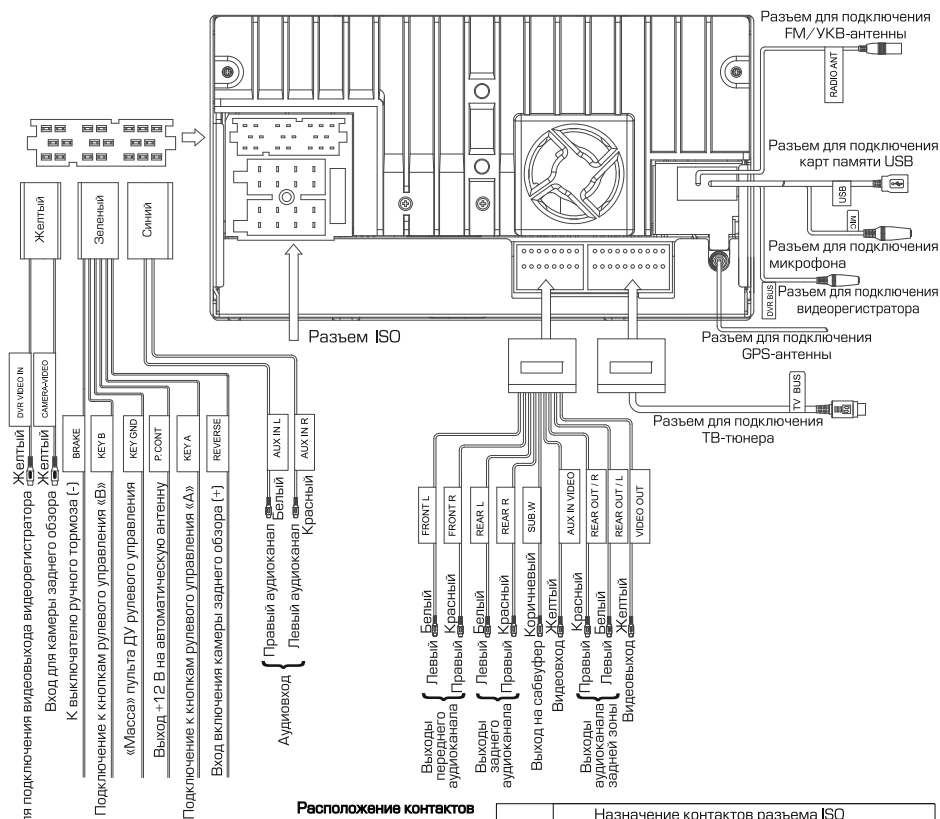 Разъем для подключения
FM/УКВ-антенны
RADIO ANT
Разъем для подключения
карт памяти USB
USB
MIC
Разъем для подключения
микрофона
DVR BUS
Разъем для подключения
видеорегистратора
Разъем для подключения
GPS-антенны
TV BUS
Разъем для подключения
ТВ-тюнера
Разъем ISO
Желтый
Зеленый
Синий
DVR VIDEO IN
CAMERA-VIDEO
BRAKE
KEY B
KEY GND
P. CONT
KEY A
REVERSE
AUX IN L
AUX IN R
Желтый
Желтый
подключения видеовыхода видеорегистратора
Вход для камеры заднего обзора
К выключателю ручного тормоза (-)
Подключение к кнопкам рулевого управления «B»
«Масса» пульта ДУ рулевого управления
Выход +12 В на автоматическую антенну
Подключение к кнопкам рулевого управления «A»
Вход включения камеры заднего обзора (+)
Правый аудиоканал Белый
Левый аудиоканал Красный
Аудиовход
FRONT L
FRONT R
REAR L
REAR R
SUB.W
AUX IN VIDEO
REAR OUT / R
REAR OUT / L
VIDEO OUT
Левый Белый
Правый Красный
Левый Белый
Правый Красный
Выход на сабвуфер Коричневый
Видеовход Желтый
Правый Красный
Левый Белый
Видеовыход Желтый
Выходы
переднего
аудиоканала
Выходы
заднего
аудиоканала
Выходы
аудиоканала
задней зоны
Расположение контактов
Назначение контактов разъема ISO